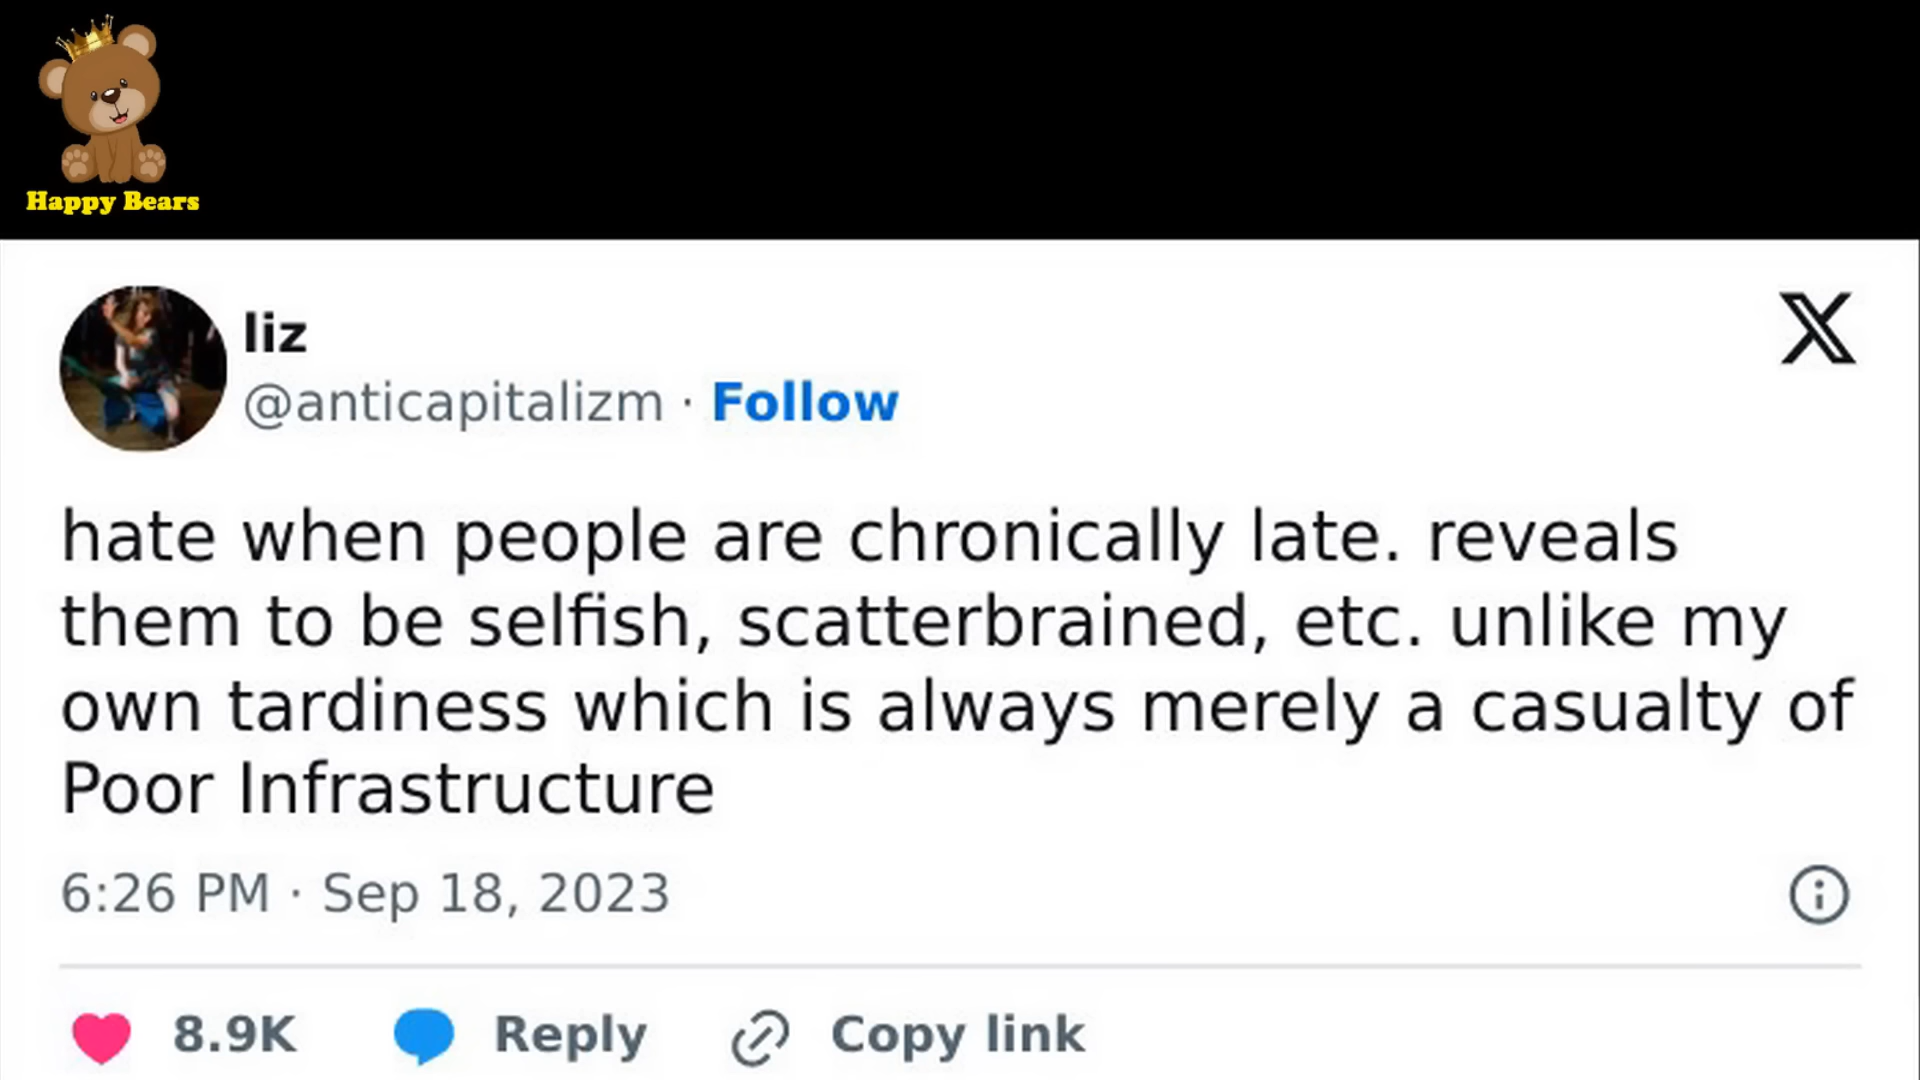 Happy Bears
liz
@anticapitalizm · Follow
hate when people are chronically late. reveals
them to be selfish, scatterbrained, etc. unlike my
own tardiness which is always merely a casualty of
Poor Infrastructure
6:26 PM · Sep 18, 2023
8.9K Reply Copy link